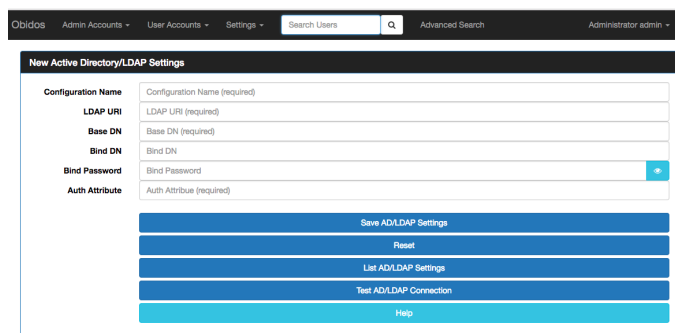 Obidos Admin Accounts User Accounts Settings Search Users Advanced Search Administrator admin
New Active Directory/LDAP Settings
Configuration Name Configuration Name (required)
LDAP URI LDAP URI (required)
Base DN Base DN (required)
Bind DN Bind DN
Bind Password Bind Password
Auth Attribute Auth Attribue (required)
Save AD/LDAP Settings
Reset
List AD/LDAP Settings
Test AD/LDAP Connection
Help